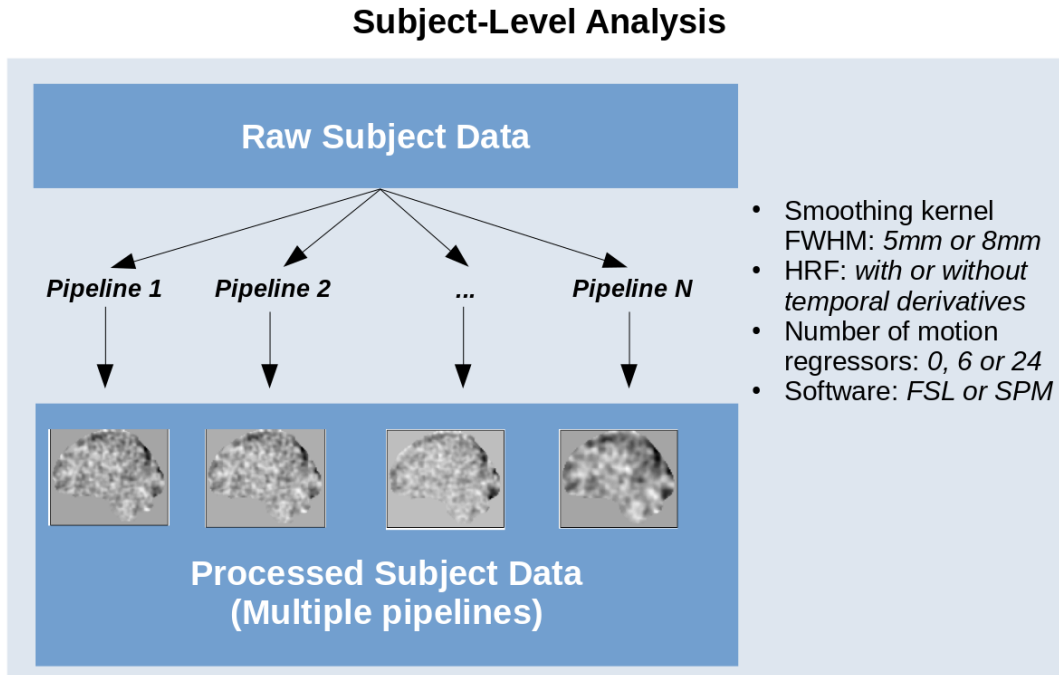 Subject-Level Analysis
Raw Subject Data
Pipeline 1
Pipeline 2
...
Pipeline N
• Smoothing kernel
FWHM: 5mm or 8mm
• HRF: with or without
temporal derivatives
• Number of motion
regressors: 0, 6 or 24
• Software: FSL or SPM
Processed Subject Data
(Multiple pipelines)